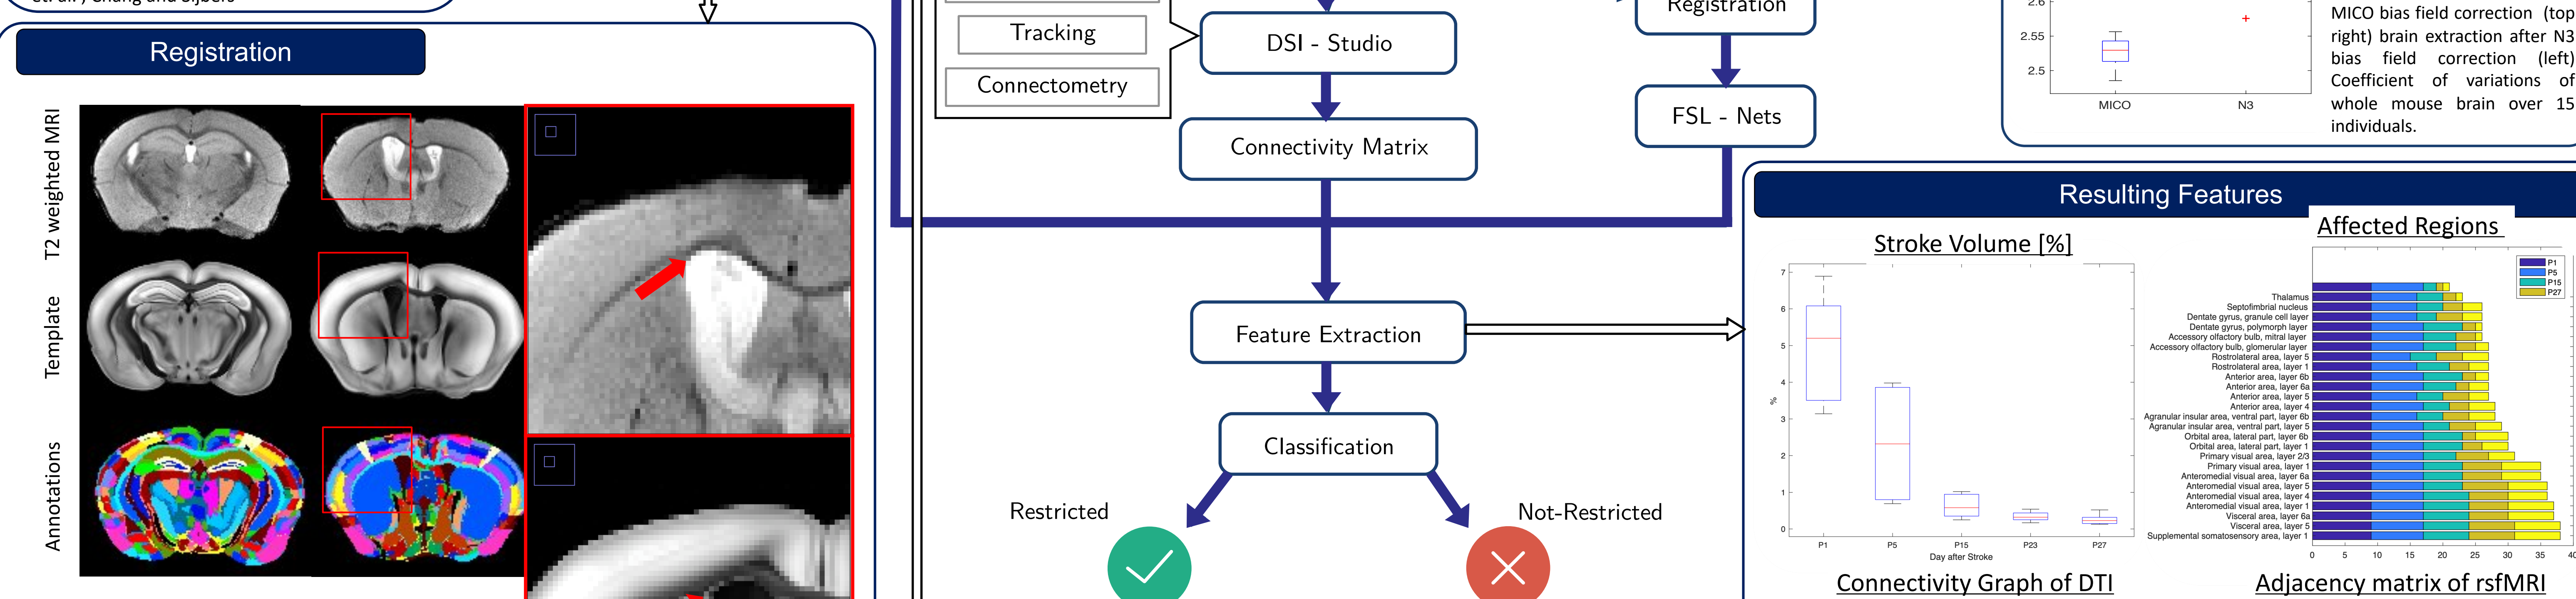 Registration
T2 weighted MRI
Template
Annotations
Tracking
Connectometry
DSI - Studio
Connectivity Matrix
Registration
FSL - Nets
Feature Extraction
Classification
Restricted
Not-Restricted
2.6
2.55
2.5
MICO
N3
MICO bias field correction (top
right) brain extraction after N3
bias field correction (left)
Coefficient of variations of
whole mouse brain over 15
individuals.
Resulting Features
Stroke Volume [%]
7
6
5
4
3
2
1
0
%
P1
P5
P15
P23
P27
Day after Stroke
Connectivity Graph of DTI
Affected Regions
P1
P5
P15
P27
Thalamus
Septofimbrial nucleus
Dentate gyrus, granule cell layer
Dentate gyrus, polymorph layer
Accessory olfactory bulb, mitral layer
Accessory olfactory bulb, glomerular layer
Rostrolateral area, layer 5
Rostrolateral area, layer 1
Anterior area, layer 6b
Anterior area, layer 6a
Anterior area, layer 5
Anterior area, layer 4
Agranular insular area, ventral part, layer 6b
Agranular insular area, ventral part, layer 5
Orbital area, lateral part, layer 6b
Orbital area, lateral part, layer 1
Primary visual area, layer 2/3
Primary visual area, layer 1
Anteromedial visual area, layer 6a
Anteromedial visual area, layer 5
Anteromedial visual area, layer 4
Anteromedial visual area, layer 1
Visceral area, layer 6a
Visceral area, layer 5
Supplemental somatosensory area, layer 1
0 5 10 15 20 25 30 35 40
Adjacency matrix of rsfMRI